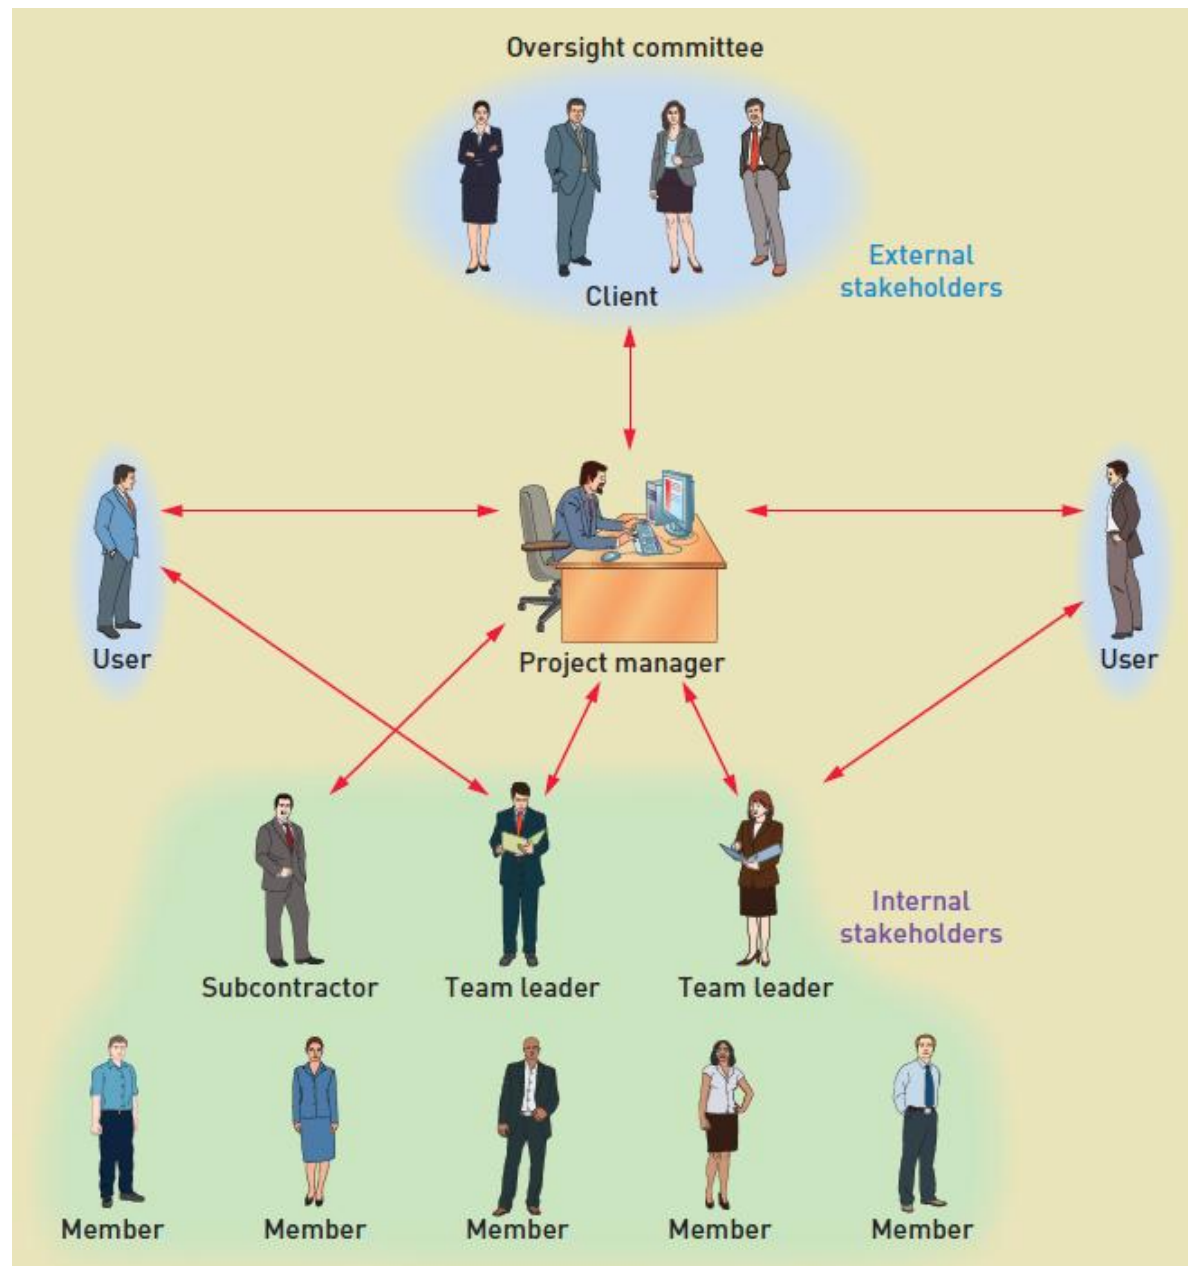 Oversight committee
External
stakeholders
Client
User
Project manager
User
Internal
stakeholders
Subcontractor
Team leader
Team leader
Member
Member
Member
Member
Member